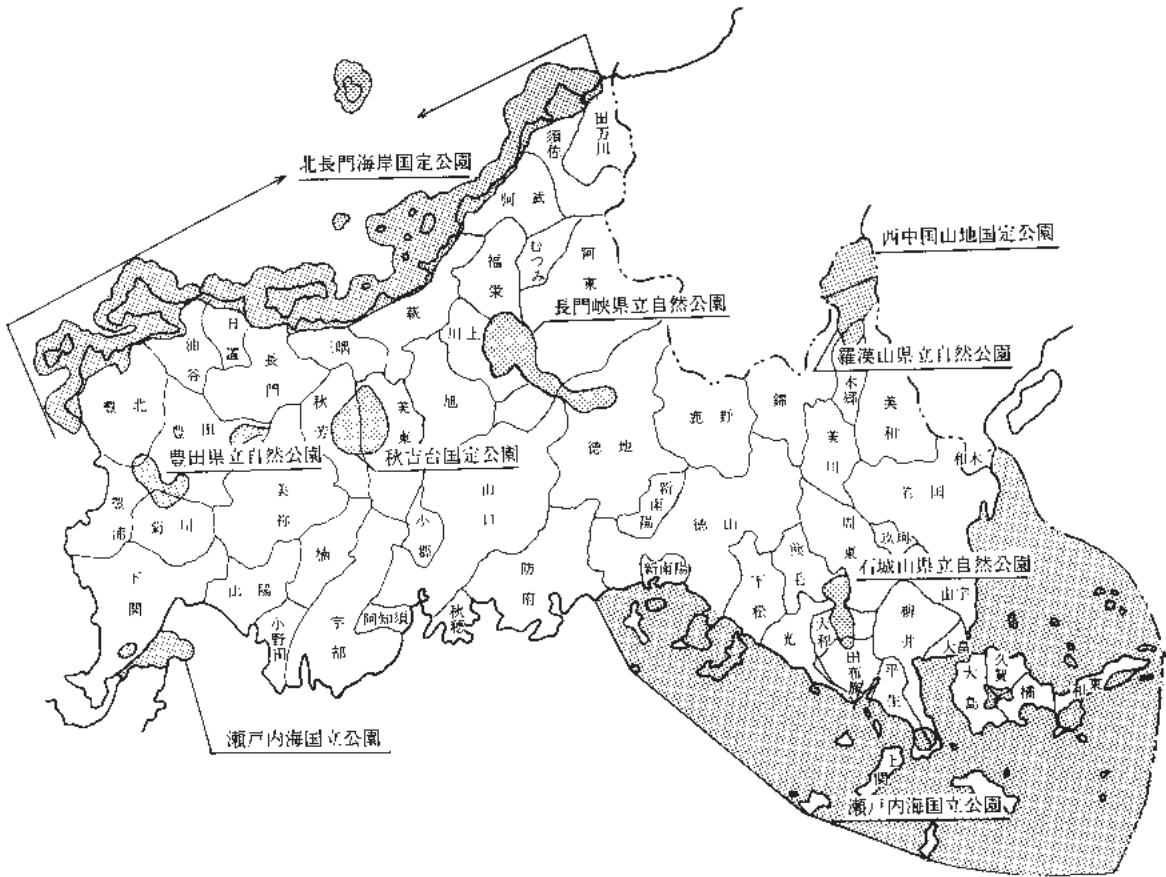 北長門海岸国定公園
田万川
須佐
阿武
むつみ
福栄
阿東
西中国山地国定公園
長門峡県立自然公園
萩
川上
日置
油谷
長門
三隅
羅漢山県立自然公園
本郷
美和
錦
鹿野
豊北
豊田
秋芳
美東
旭
徳地
美川
和木
豊田県立自然公園
秋吉台国定公園
岩国
豊浦
菊川
美祢
山口
新南陽
徳山
周東
玖珂
小郡
楠
防府
熊毛
石城山県立自然公園
新南陽
下関
山陽
下松
柳井
由宇
小野田
宇部
阿知須
秋穂
光
大和
田布施
平生
大畠
大島
久賀
橘
東和
瀬戸内海国立公園
上関
瀬戸内海国立公園